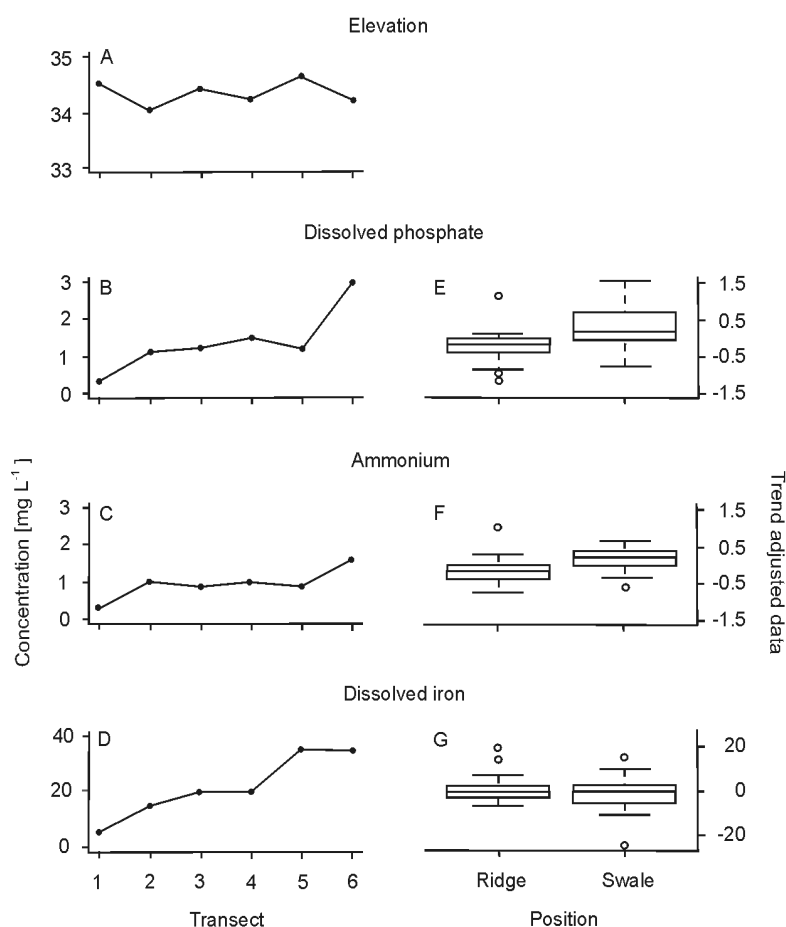 Elevation
A
35
34
33
Dissolved phosphate
B
3
2
1
0
E
1.5
0.5
-0.5
-1.5
Ammonium
C
3
2
1
0
F
1.5
0.5
-0.5
-1.5
Concentration [mg L-1 ]
Trend adjusted data
Dissolved iron
D
40
20
0
G
20
0
-20
1 2 3 4 5 6
Ridge Swale
Transect
Position